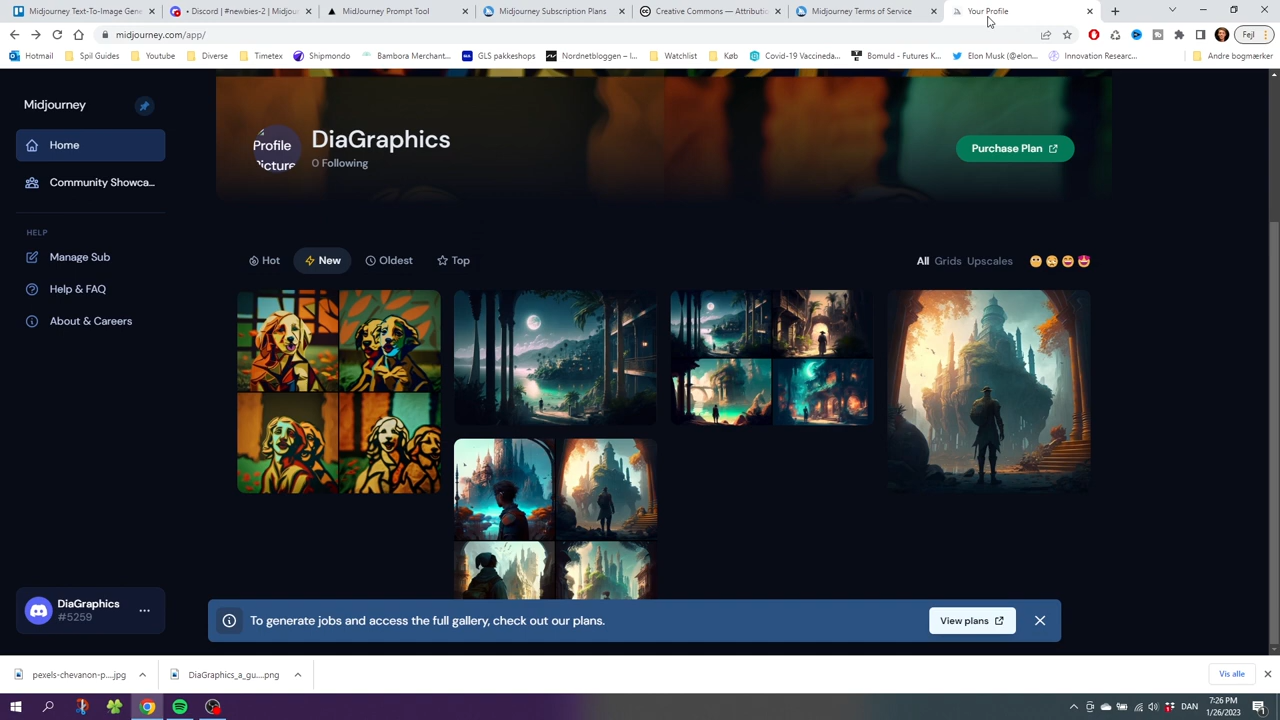 Midjourney Text-To-Image Gener
• Discord | #newbies-2 | Midjour
MidJourney Prompt Tool
Midjourney Subscription Plans
Creative Commons — Attributio
Midjourney Terms of Service
Your Profile
midjourney.com/app/
Fejl
Hotmail
Spil Guides
Youtube
Diverse
Timetex
Shipmondo
Bambora Merchant...
GLS pakkeshops
Nordnetbloggen – I...
Watchlist
Køb
Covid-19 Vaccineda...
Bomuld - Futures K...
Elon Musk (@elon...
Innovation Researc...
Andre bogmærker
Midjourney
Home
Community Showca...
HELP
Manage Sub
Help & FAQ
About & Careers
Profile
Picture
DiaGraphics
0 Following
Purchase Plan
Hot
New
Oldest
Top
All Grids Upscales
DiaGraphics
#5259
To generate jobs and access the full gallery, check out our plans.
View plans
pexels-chevanon-p....jpg
DiaGraphics_a_gu....png
Vis alle
DAN
7:26 PM
1/26/2023
1